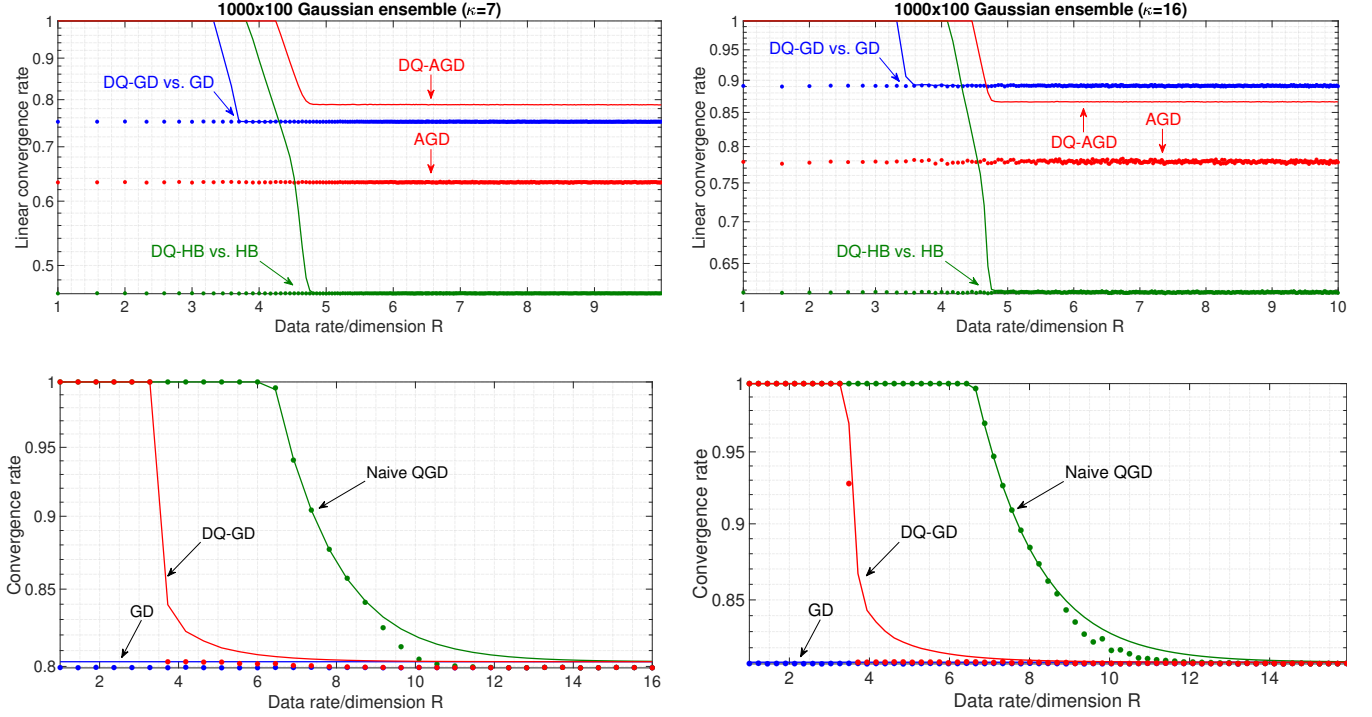 1000x100 Gaussian ensemble (κ=7)
Linear convergence rate
1
0.9
0.8
0.7
0.6
0.5
DQ-GD vs. GD
DQ-AGD
AGD
DQ-HB vs. HB
1 2 3 4 5 6 7 8 9
Data rate/dimension R
1000x100 Gaussian ensemble (κ=16)
Linear convergence rate
1
0.95
0.9
0.85
0.8
0.75
0.7
0.65
DQ-GD vs. GD
AGD
DQ-AGD
DQ-HB vs. HB
1 2 3 4 5 6 7 8 9 10
Data rate/dimension R
Convergence rate
1
0.95
0.9
0.85
0.8
Naive QGD
DQ-GD
GD
2 4 6 8 10 12 14 16
Data rate/dimension R
Convergence rate
1
0.95
0.9
0.85
Naive QGD
DQ-GD
GD
2 4 6 8 10 12 14
Data rate/dimension R